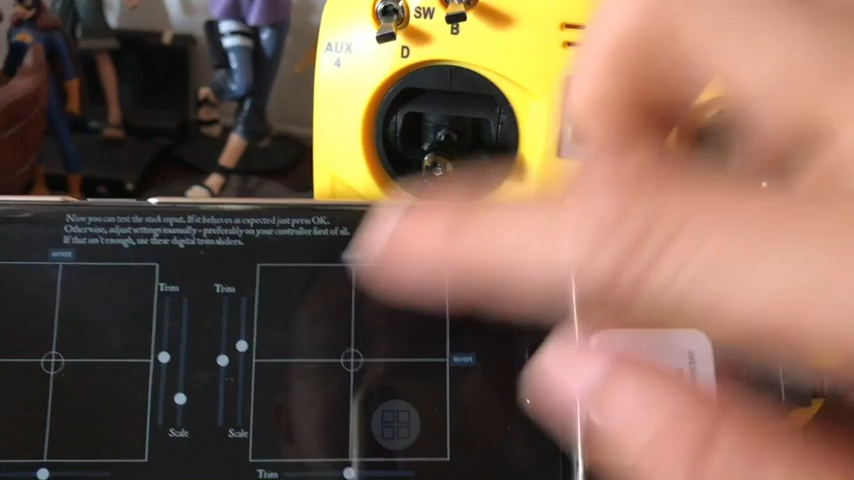 SW
B
D
AUX
4
Now you can test the stick input. If it behaves as expected just press OK.
Otherwise, adjust settings manually - preferably on your controller first of all.
If that isn't enough, use these digital trim sliders.
invert
Trim
Trim
invert
Scale
Scale
Trim